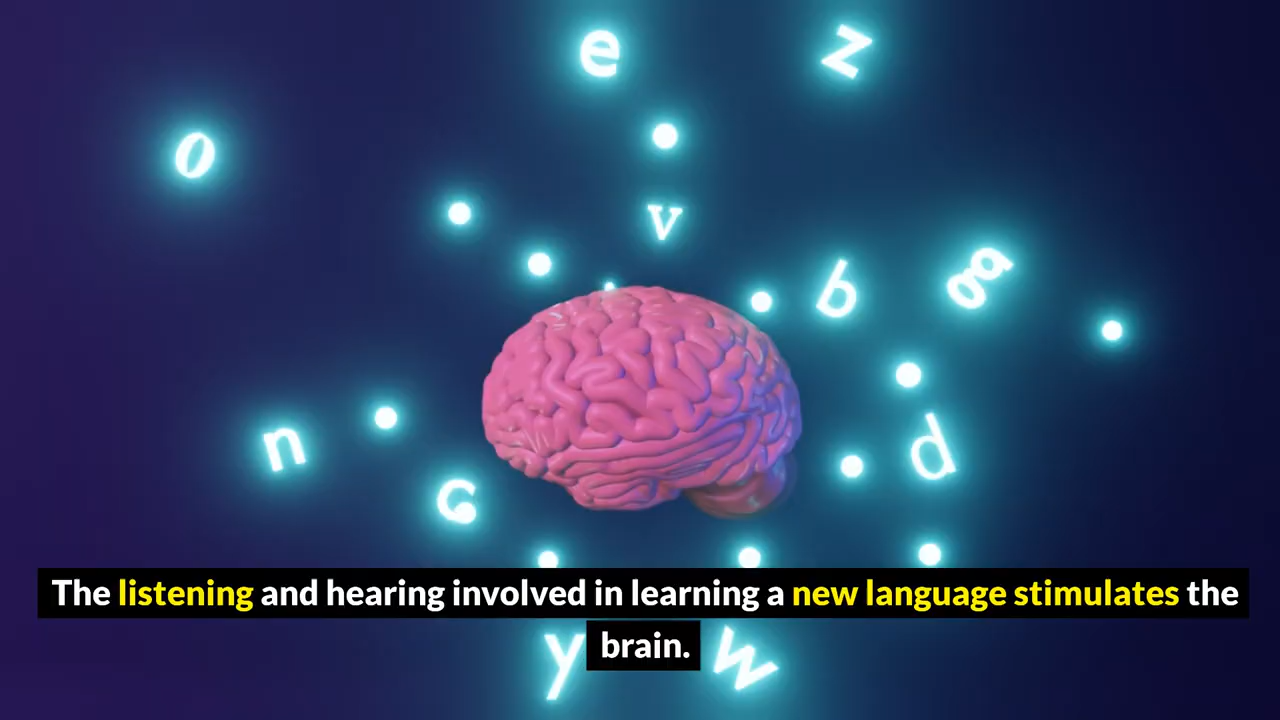 e
z
o
v
b
a
n
d
The listening and hearing involved in learning a new language stimulates the
brain.
y
w